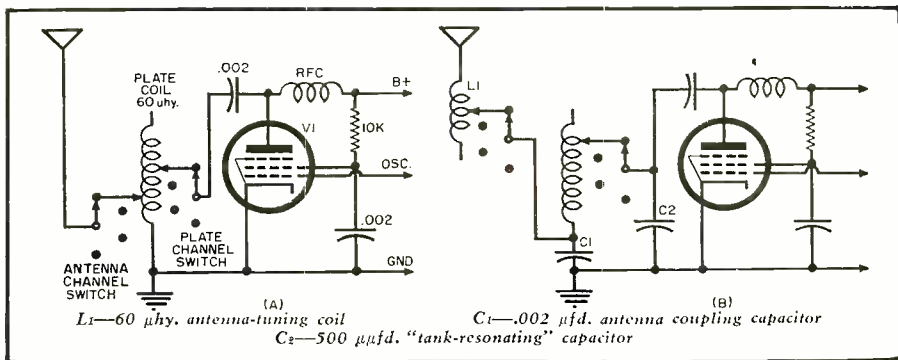 .002
RFC
B+
PLATE
COIL
60 uhy.
V1
10K
OSC.
.002
PLATE
CHANNEL
SWITCH
GND
ANTENNA
CHANNEL
SWITCH
(A)
L1
C2
C1
(B)
L1—60 μhy. antenna-tuning coil
C1—.002 μfd. antenna coupling capacitor
C2—500 μμfd. "tank-resonating" capacitor